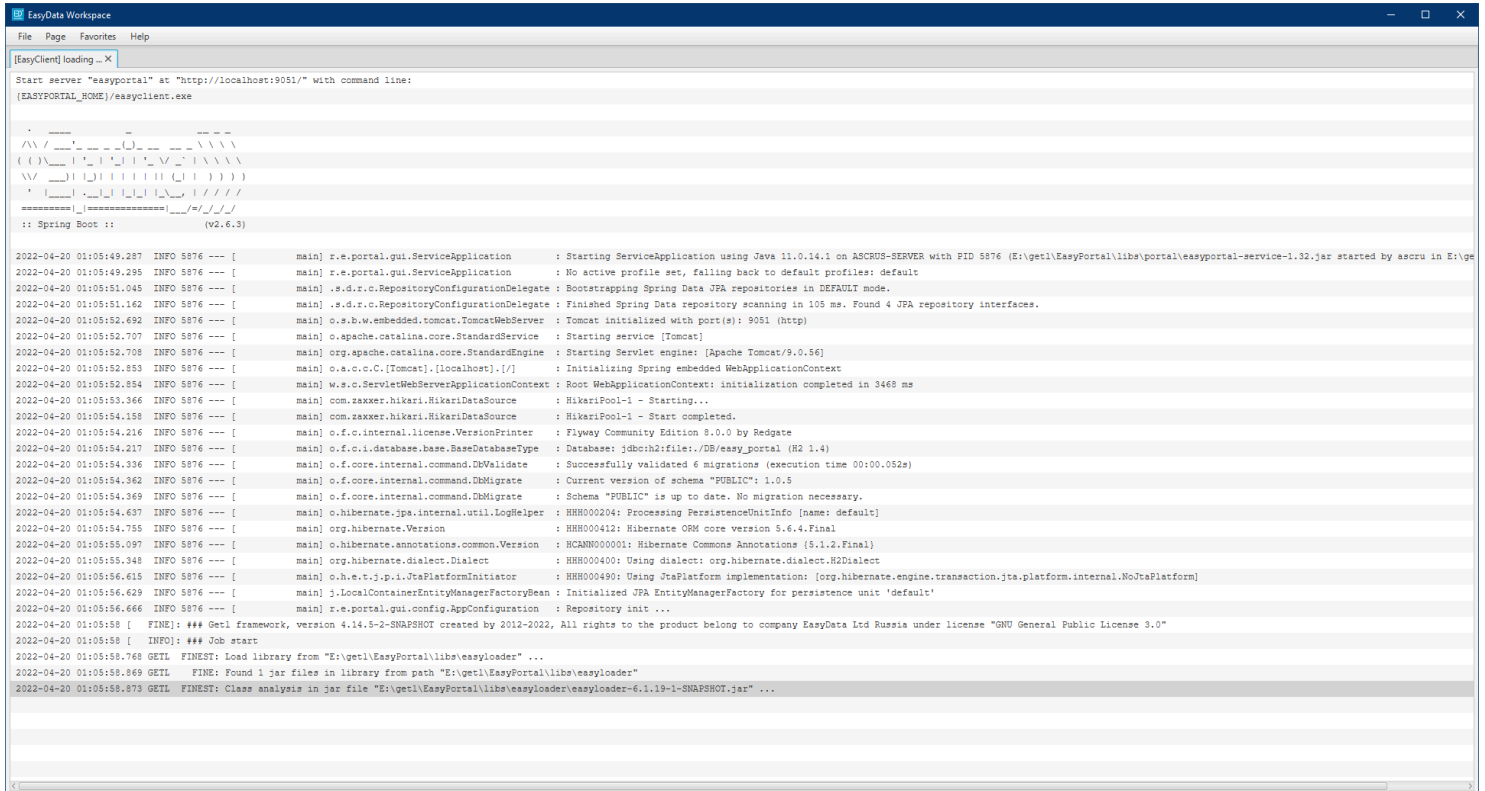 EasyData Workspace
File Page Favorites Help
[EasyClient] loading ...
Start server "easyportal" at "http://localhost:9051/" with command line:
{EASYPORTAL_HOME}/easyclient.exe
  .   ____          _            __ _ _
 /\\ / ___'_ __ _ _(_)_ __  __ _ \ \ \ \
( ( )\___ | '_ | '_| | '_ \/ _` | \ \ \ \
 \\/  ___)| |_)| | | | | || (_| |  ) ) ) )
  '  |____| .__|_| |_|_| |_\__, | / / / /
 =========|_|==============|___/=/_/_/_/
 :: Spring Boot ::                (v2.6.3)
2022-04-20 01:05:49.287  INFO 5876 --- [           main] r.e.portal.gui.ServiceApplication        : Starting ServiceApplication using Java 11.0.14.1 on ASCRUS-SERVER with PID 5876 (E:\getl\EasyPortal\libs\portal\easyportal-service-1.32.jar started by ascru in E:\ge
2022-04-20 01:05:49.295  INFO 5876 --- [           main] r.e.portal.gui.ServiceApplication        : No active profile set, falling back to default profiles: default
2022-04-20 01:05:51.045  INFO 5876 --- [           main] .s.d.r.c.RepositoryConfigurationDelegate : Bootstrapping Spring Data JPA repositories in DEFAULT mode.
2022-04-20 01:05:51.162  INFO 5876 --- [           main] .s.d.r.c.RepositoryConfigurationDelegate : Finished Spring Data repository scanning in 105 ms. Found 4 JPA repository interfaces.
2022-04-20 01:05:52.692  INFO 5876 --- [           main] o.s.b.w.embedded.tomcat.TomcatWebServer  : Tomcat initialized with port(s): 9051 (http)
2022-04-20 01:05:52.707  INFO 5876 --- [           main] o.apache.catalina.core.StandardService   : Starting service [Tomcat]
2022-04-20 01:05:52.708  INFO 5876 --- [           main] org.apache.catalina.core.StandardEngine  : Starting Servlet engine: [Apache Tomcat/9.0.56]
2022-04-20 01:05:52.853  INFO 5876 --- [           main] o.a.c.c.C.[Tomcat].[localhost].[/]       : Initializing Spring embedded WebApplicationContext
2022-04-20 01:05:52.854  INFO 5876 --- [           main] w.s.c.ServletWebServerApplicationContext : Root WebApplicationContext: initialization completed in 3468 ms
2022-04-20 01:05:53.366  INFO 5876 --- [           main] com.zaxxer.hikari.HikariDataSource       : HikariPool-1 - Starting...
2022-04-20 01:05:54.158  INFO 5876 --- [           main] com.zaxxer.hikari.HikariDataSource       : HikariPool-1 - Start completed.
2022-04-20 01:05:54.216  INFO 5876 --- [           main] o.f.c.internal.license.VersionPrinter    : Flyway Community Edition 8.0.0 by Redgate
2022-04-20 01:05:54.217  INFO 5876 --- [           main] o.f.c.i.database.base.BaseDatabaseType   : Database: jdbc:h2:file:./DB/easy_portal (H2 1.4)
2022-04-20 01:05:54.336  INFO 5876 --- [           main] o.f.core.internal.command.DbValidate     : Successfully validated 6 migrations (execution time 00:00.052s)
2022-04-20 01:05:54.362  INFO 5876 --- [           main] o.f.core.internal.command.DbMigrate      : Current version of schema "PUBLIC": 1.0.5
2022-04-20 01:05:54.369  INFO 5876 --- [           main] o.f.core.internal.command.DbMigrate      : Schema "PUBLIC" is up to date. No migration necessary.
2022-04-20 01:05:54.637  INFO 5876 --- [           main] o.hibernate.jpa.internal.util.LogHelper  : HHH000204: Processing PersistenceUnitInfo [name: default]
2022-04-20 01:05:54.755  INFO 5876 --- [           main] org.hibernate.Version                    : HHH000412: Hibernate ORM core version 5.6.4.Final
2022-04-20 01:05:55.097  INFO 5876 --- [           main] o.hibernate.annotations.common.Version   : HCANN000001: Hibernate Commons Annotations {5.1.2.Final}
2022-04-20 01:05:55.348  INFO 5876 --- [           main] org.hibernate.dialect.Dialect            : HHH000400: Using dialect: org.hibernate.dialect.H2Dialect
2022-04-20 01:05:56.615  INFO 5876 --- [           main] o.h.e.t.j.p.i.JtaPlatformInitiator       : HHH000490: Using JtaPlatform implementation: [org.hibernate.engine.transaction.jta.platform.internal.NoJtaPlatform]
2022-04-20 01:05:56.629  INFO 5876 --- [           main] j.LocalContainerEntityManagerFactoryBean : Initialized JPA EntityManagerFactory for persistence unit 'default'
2022-04-20 01:05:56.666  INFO 5876 --- [           main] r.e.portal.gui.config.AppConfiguration   : Repository init ...
2022-04-20 01:05:58 [   FINE]: ### Getl framework, version 4.14.5-2-SNAPSHOT created by 2012-2022, All rights to the product belong to company EasyData Ltd Russia under license "GNU General Public License 3.0"
2022-04-20 01:05:58 [   INFO]: ### Job start
2022-04-20 01:05:58.768 GETL  FINEST: Load library from "E:\getl\EasyPortal\libs\easyloader" ...
2022-04-20 01:05:58.869 GETL    FINE: Found 1 jar files in library from path "E:\getl\EasyPortal\libs\easyloader"
2022-04-20 01:05:58.873 GETL  FINEST: Class analysis in jar file "E:\getl\EasyPortal\libs\easyloader\easyloader-6.1.19-1-SNAPSHOT.jar" ...